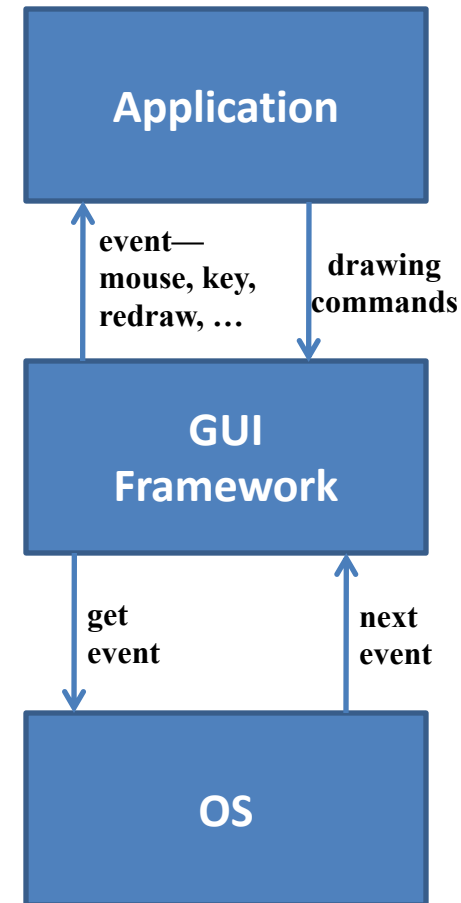 Application
event—
mouse, key,
redraw, …
drawing
commands
GUI
Framework
get
event
next
event
OS